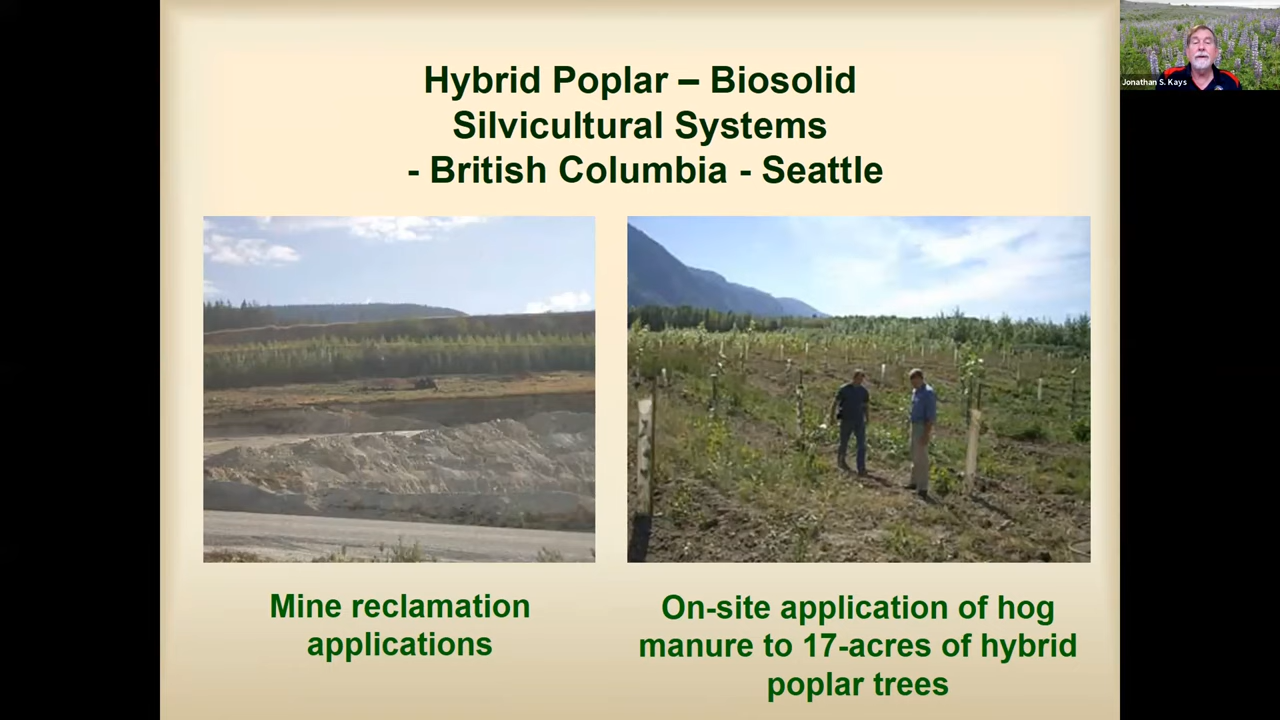 Hybrid Poplar – Biosolid
Silvicultural Systems
- British Columbia - Seattle
Jonathan S. Kays
Mine reclamation
applications
On-site application of hog
manure to 17-acres of hybrid
poplar trees